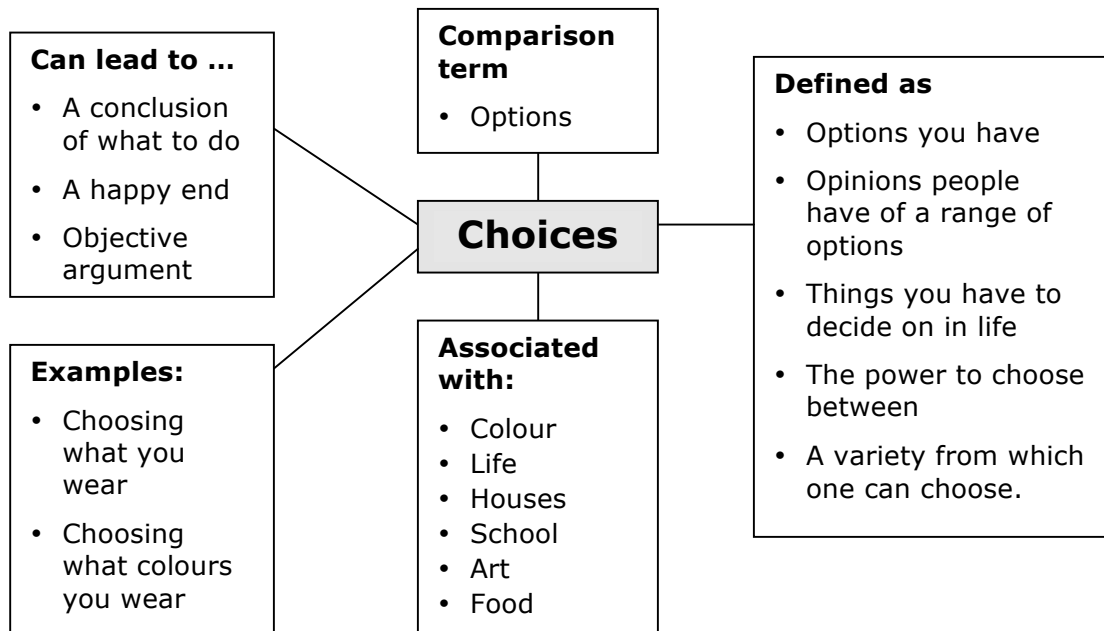 Can lead to ...
• A conclusion
of what to do
• A happy end
• Objective
argument
Comparison
term
• Options
Defined as
• Options you have
• Opinions people
have of a range of
options
• Things you have to
decide on in life
• The power to choose
between
• A variety from which
one can choose.
Choices
Examples:
• Choosing
what you
wear
• Choosing
what colours
you wear
Associated
with:
• Colour
• Life
• Houses
• School
• Art
• Food